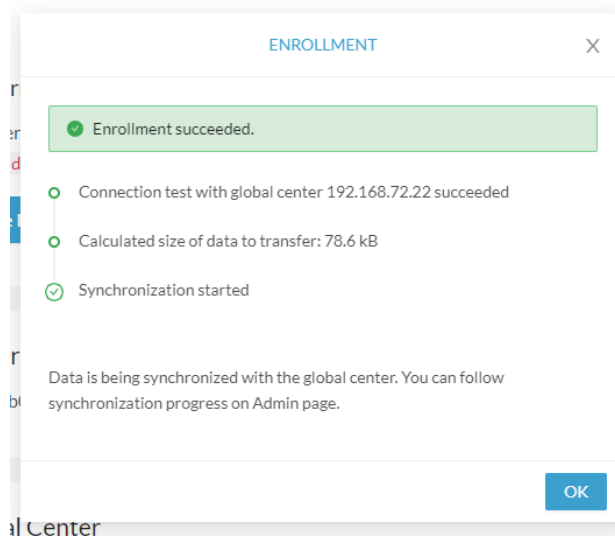 ENROLLMENT
X
Enrollment succeeded.
Connection test with global center 192.168.72.22 succeeded
Calculated size of data to transfer: 78.6 kB
Synchronization started
Data is being synchronized with the global center. You can follow
synchronization progress on Admin page.
OK
al Center